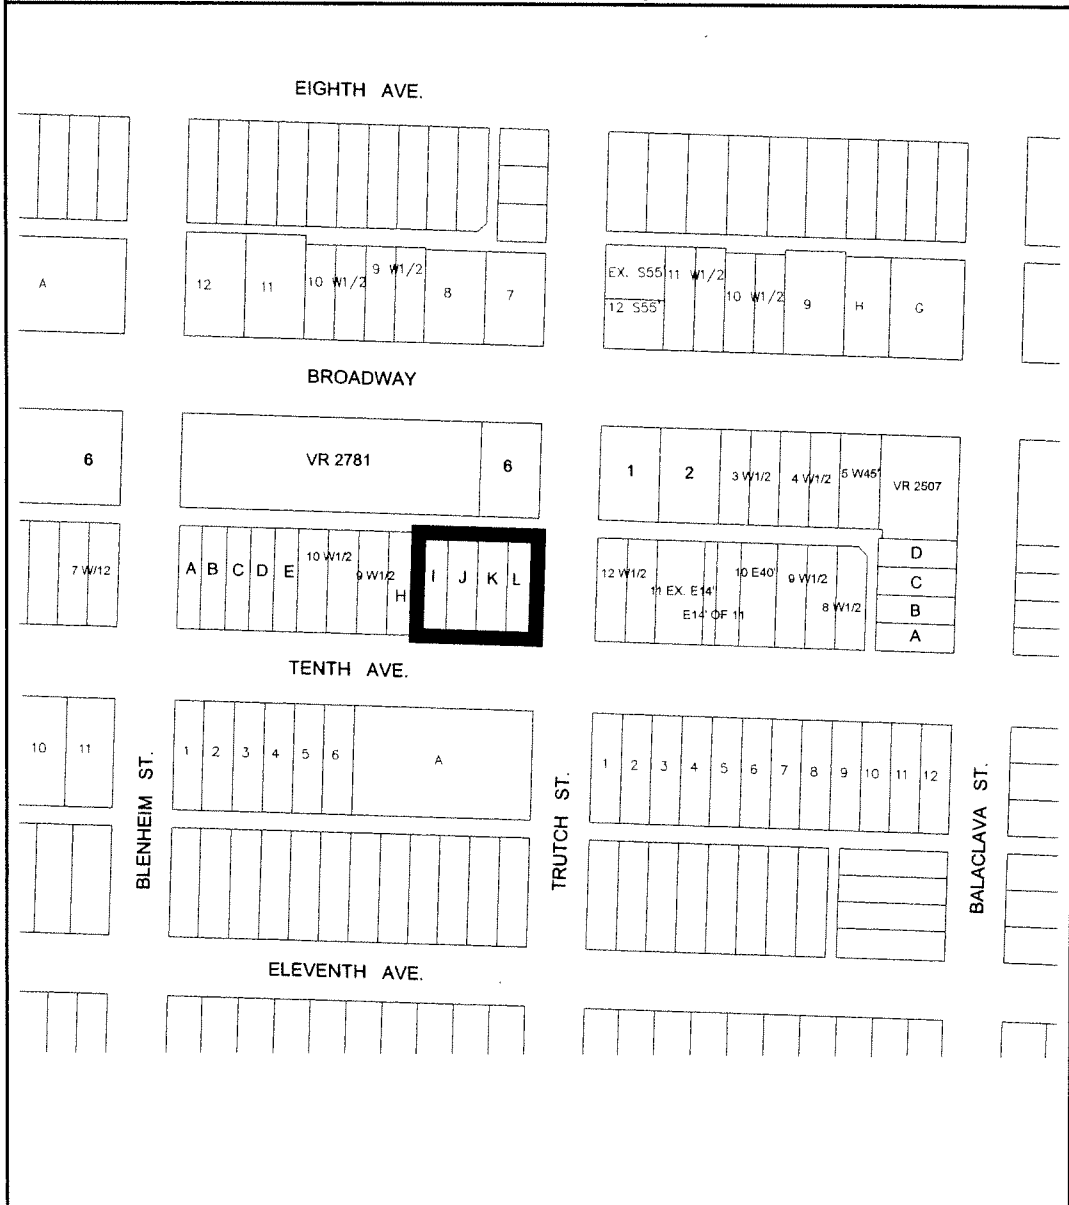 EIGHTH AVE.
A
12 11 10 W1/2 9 W1/2 8 7
EX. S55' 11 W1/2 10 W1/2 9 H G
12 S55'
BROADWAY
6
VR 2781 6
1 2 3 W1/2 4 W1/2 5 W45' VR 2507
7 W/12
A B C D E 10 W1/2 9 W1/2 H I J K L
12 W1/2 11 EX. E14' E14' OF 11 10 E40' 9 W1/2 8 W1/2
D
C
B
A
TENTH AVE.
10 11
1 2 3 4 5 6 A
1 2 3 4 5 6 7 8 9 10 11 12
BLENHEIM ST.
TRUTCH ST.
BALACLAVA ST.
ELEVENTH AVE.